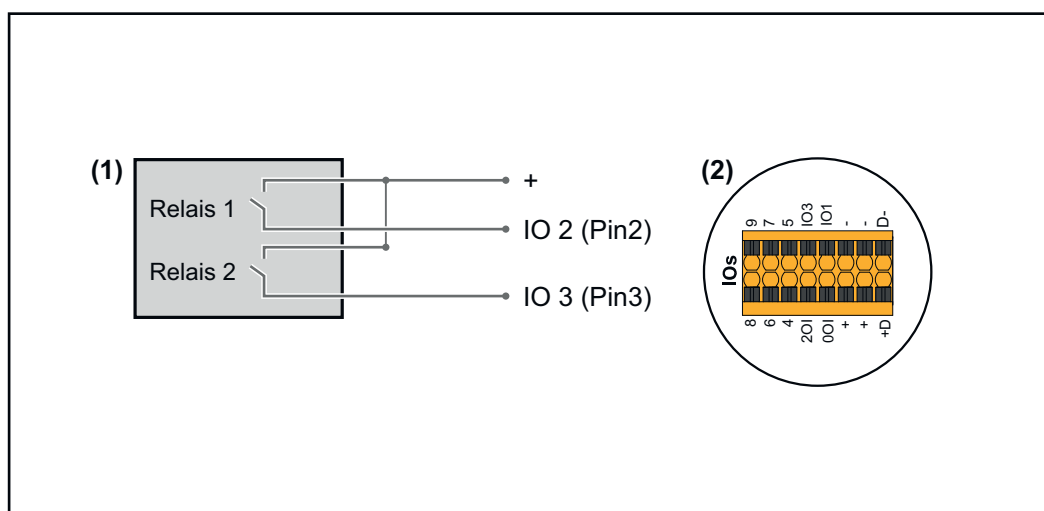 (1)
Relais 1
Relais 2
+
IO 2 (Pin2)
IO 3 (Pin3)
(2)
IOs
9 7 5 IO3 IO1 - - D-
8 6 4 2OI 0OI + + +D